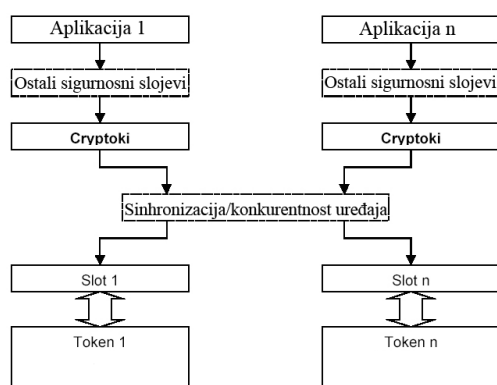 Aplikacija 1
Aplikacija n
Ostali sigurnosni slojevi
Ostali sigurnosni slojevi
Cryptoki
Cryptoki
Sinhronizacija/konkurentnost uređaja
Slot 1
Slot n
Token 1
Token n